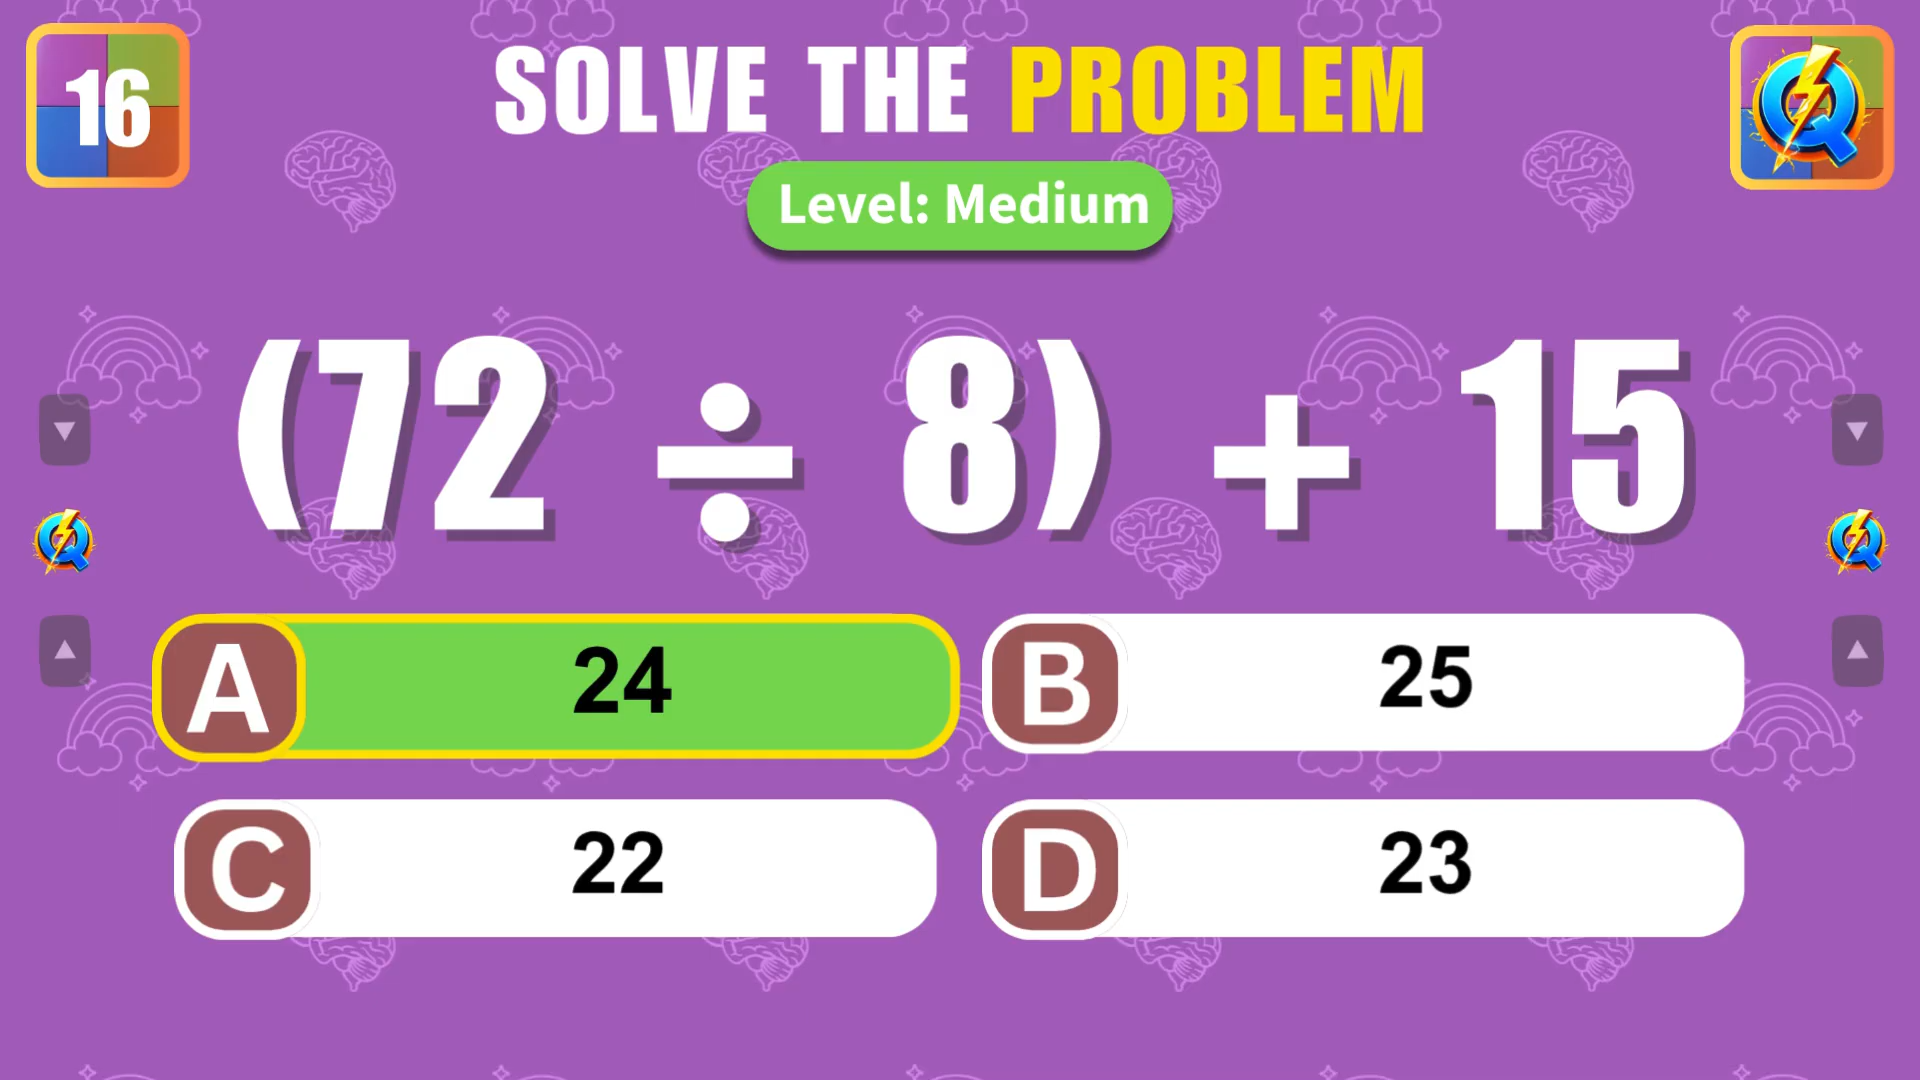 16
SOLVE THE PROBLEM
Level: Medium
(72 ÷ 8) + 15
A 24
B 25
C 22
D 23